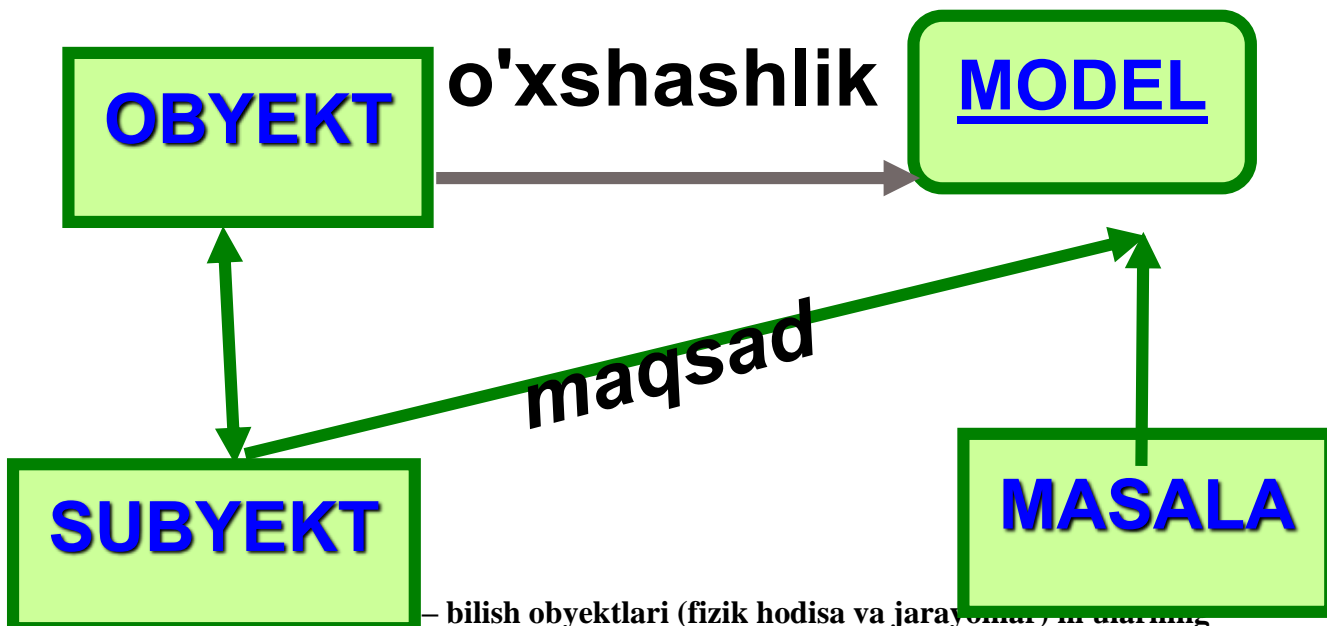 o'xshashlik
MODEL
OBYEKT
maqsad
SUBYEKT
MASALA
– bilish obyektlari (fizik hodisa va